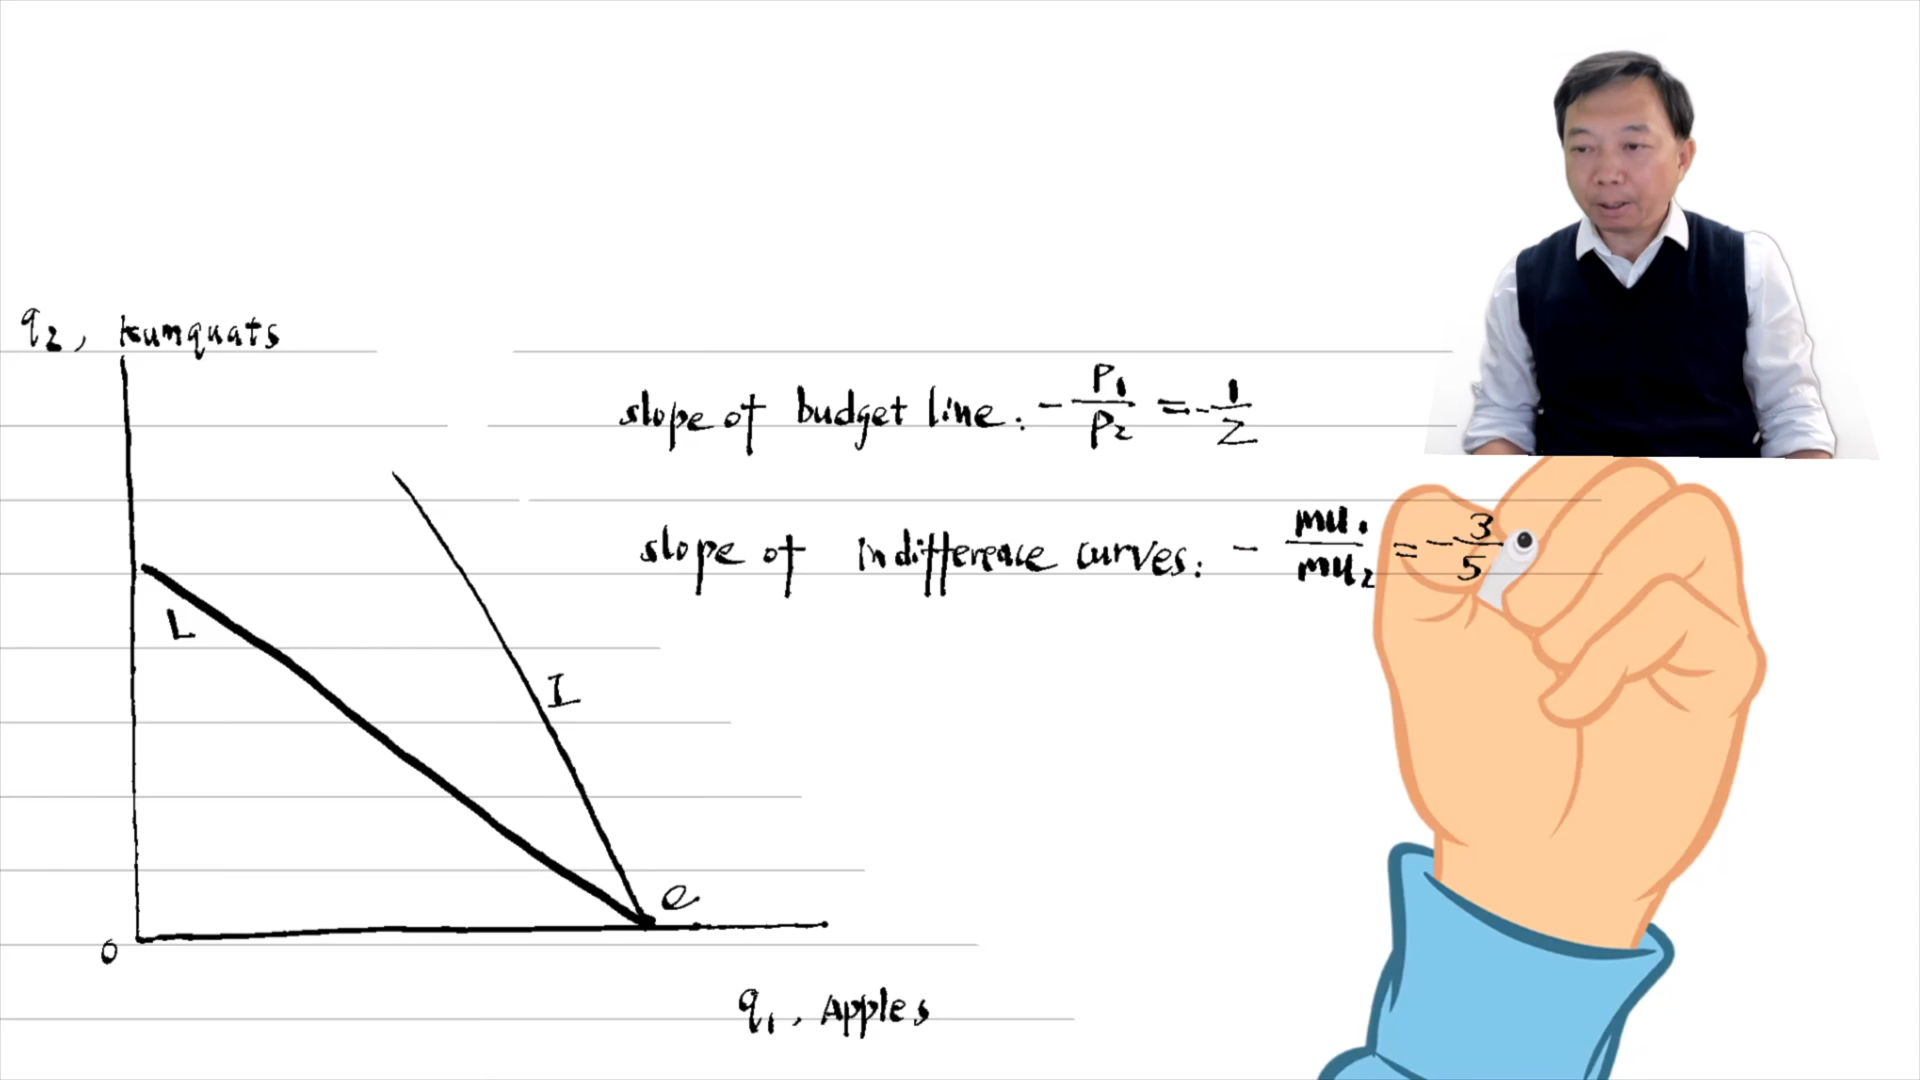 q₂, kumquats
slope of budget line: - P₁/P₂ = - 1/2
slope of indifference curves: - MU₁/MU₂ = - 3/5
L
I
e
0
q₁, Apples